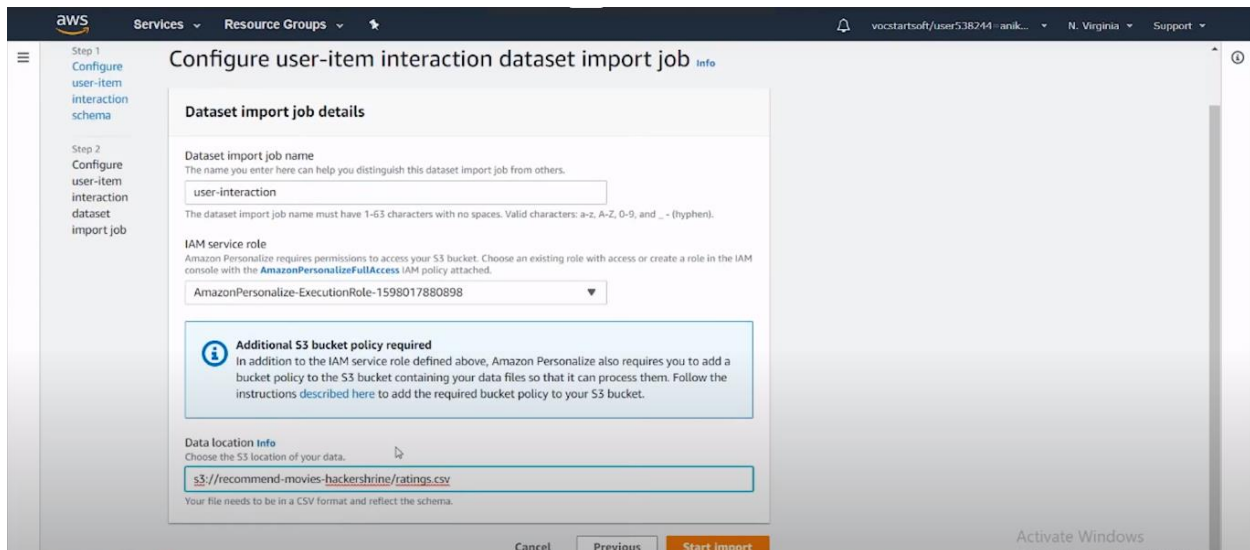 aws
Services
Resource Groups
vocstartsoft/user538244=anik...
N. Virginia
Support
Step 1
Configure
user-item
interaction
schema
Step 2
Configure
user-item
interaction
dataset
import job
Configure user-item interaction dataset import job Info
Dataset import job details
Dataset import job name
The name you enter here can help you distinguish this dataset import job from others.
user-interaction
The dataset import job name must have 1-63 characters with no spaces. Valid characters: a-z, A-Z, 0-9, and _ - (hyphen).
IAM service role
Amazon Personalize requires permissions to access your S3 bucket. Choose an existing role with access or create a role in the IAM
console with the AmazonPersonalizeFullAccess IAM policy attached.
AmazonPersonalize-ExecutionRole-1598017880898
Additional S3 bucket policy required
In addition to the IAM service role defined above, Amazon Personalize also requires you to add a
bucket policy to the S3 bucket containing your data files so that it can process them. Follow the
instructions described here to add the required bucket policy to your S3 bucket.
Data location Info
Choose the S3 location of your data.
s3://recommend-movies-hackershrine/ratings.csv
Your file needs to be in a CSV format and reflect the schema.
Cancel
Previous
Start import
Activate Windows